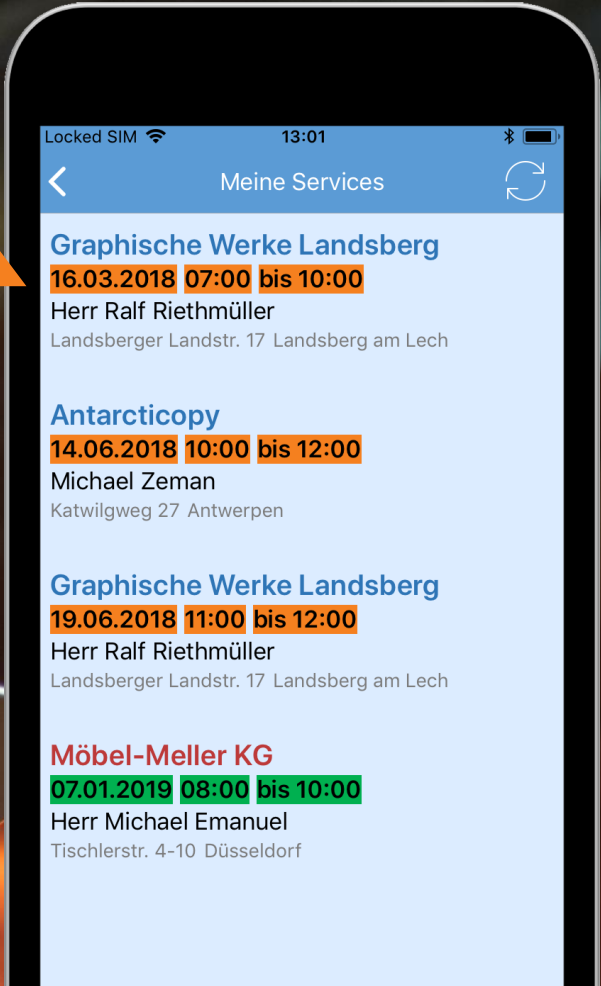 Locked SIM 13:01
Meine Services
Graphische Werke Landsberg
16.03.2018 07:00 bis 10:00
Herr Ralf Riethmüller
Landsberger Landstr. 17 Landsberg am Lech
Antarcticopy
14.06.2018 10:00 bis 12:00
Michael Zeman
Katwilgweg 27 Antwerpen
Graphische Werke Landsberg
19.06.2018 11:00 bis 12:00
Herr Ralf Riethmüller
Landsberger Landstr. 17 Landsberg am Lech
Möbel-Meller KG
07.01.2019 08:00 bis 10:00
Herr Michael Emanuel
Tischlerstr. 4-10 Düsseldorf